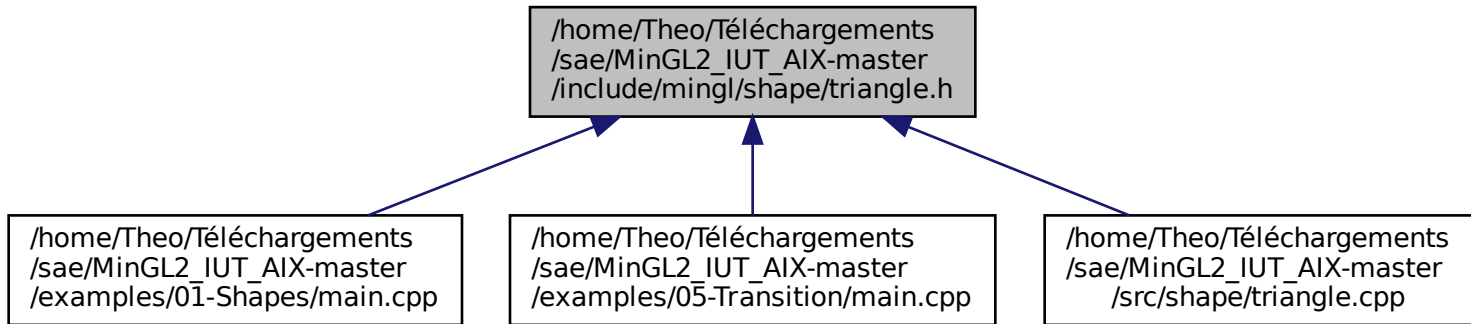 /home/Theo/Téléchargements
/sae/MinGL2_IUT_AIX-master
/include/mingl/shape/triangle.h
/home/Theo/Téléchargements
/sae/MinGL2_IUT_AIX-master
/examples/01-Shapes/main.cpp
/home/Theo/Téléchargements
/sae/MinGL2_IUT_AIX-master
/examples/05-Transition/main.cpp
/home/Theo/Téléchargements
/sae/MinGL2_IUT_AIX-master
/src/shape/triangle.cpp